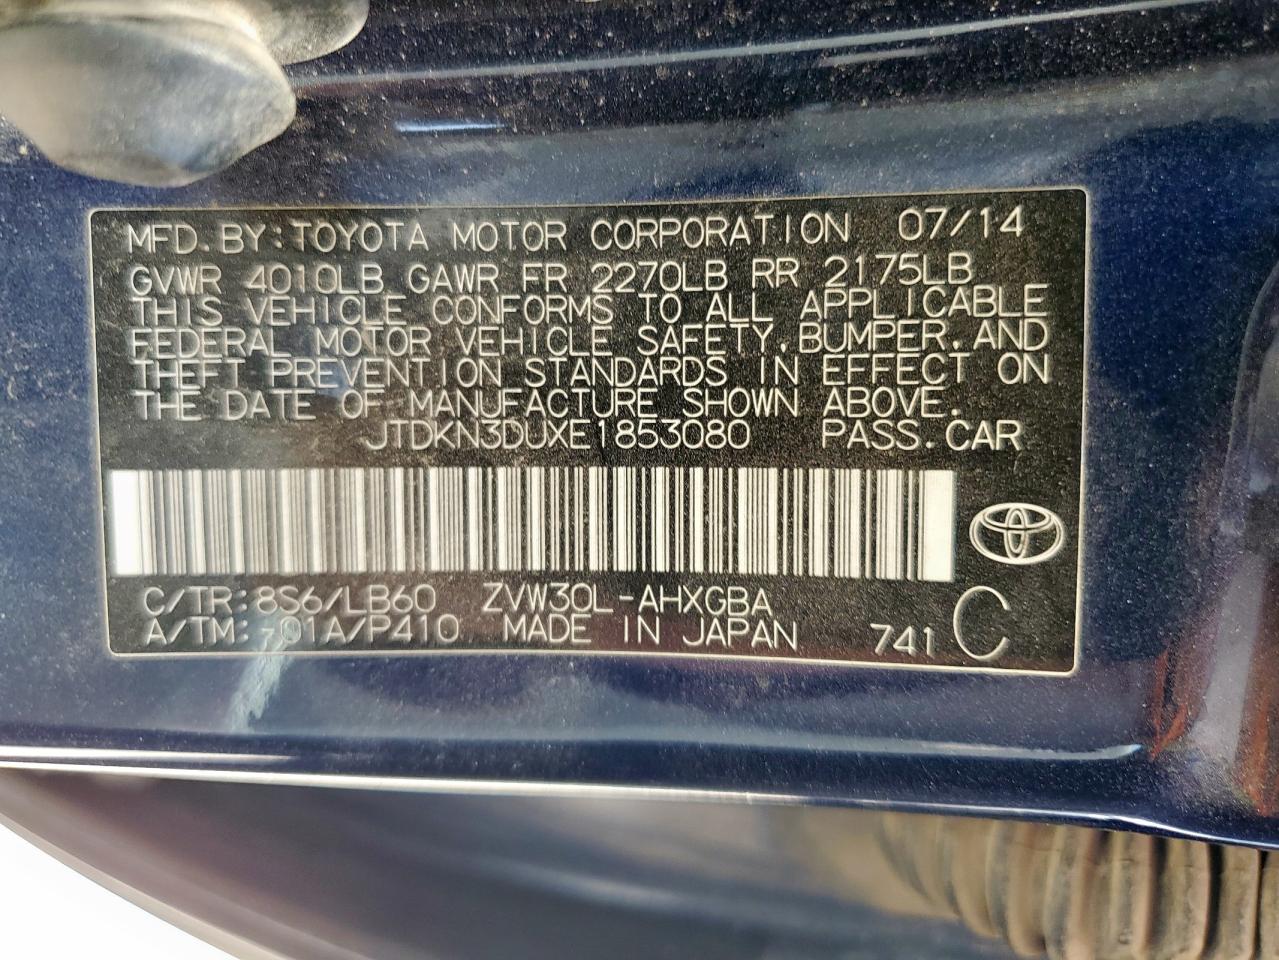 MFD. BY: TOYOTA MOTOR CORPORATION 07/14
GVWR 4010LB GAWR FR 2270LB RR 2175LB
THIS VEHICLE CONFORMS TO ALL APPLICABLE
FEDERAL MOTOR VEHICLE SAFETY, BUMPER, AND
THEFT PREVENTION STANDARDS IN EFFECT ON
THE DATE OF MANUFACTURE SHOWN ABOVE.
JTDKN3DUXE1853080 PASS. CAR
C/TR: 8S6/LB60 ZVW30L-AHXGBA
A/TM: -01A/P410 MADE IN JAPAN 741 C